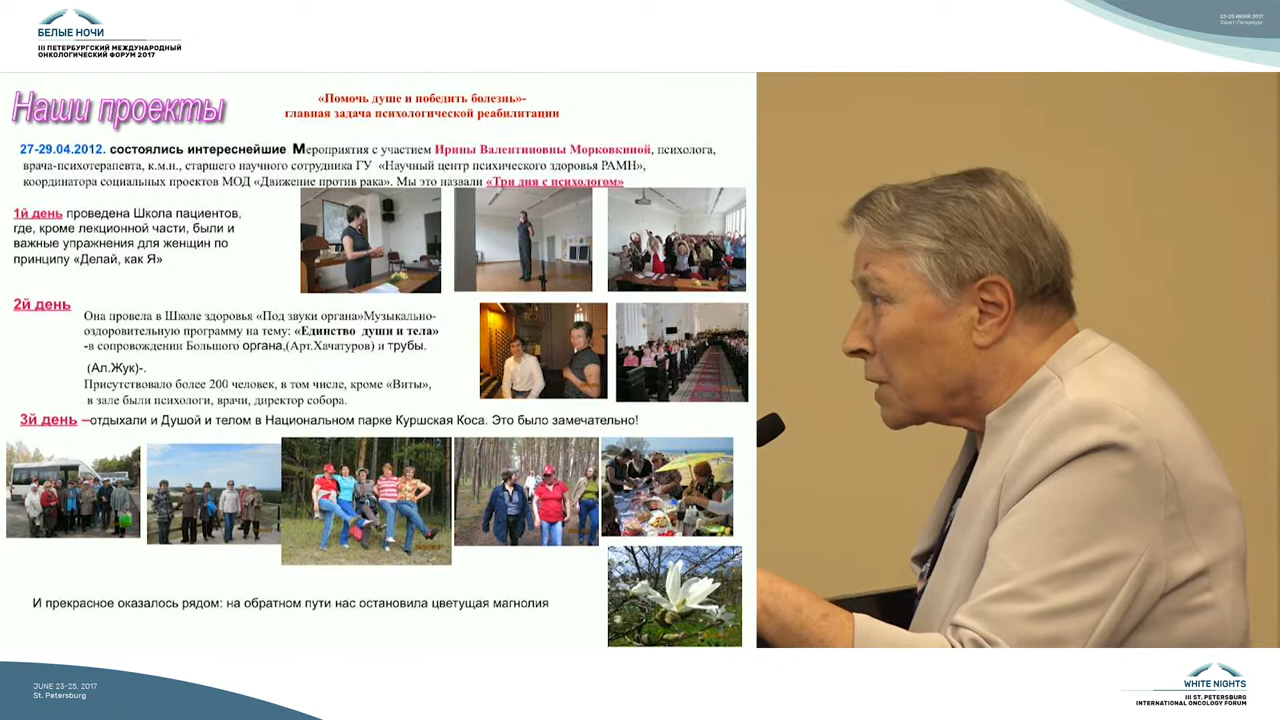 БЕЛЫЕ НОЧИ
III ПЕТЕРБУРГСКИЙ МЕЖДУНАРОДНЫЙ
ОНКОЛОГИЧЕСКИЙ ФОРУМ 2017
23-25 ИЮНЯ 2017
Санкт-Петербург
Наши проекты
«Помочь душе и победить болезнь»-
главная задача психологической реабилитации
27-29.04.2012. состоялись интереснейшие Мероприятия с участием Ирины Валентиновны Морковкиной, психолога,
врача-психотерапевта, к.м.н., старшего научного сотрудника ГУ «Научный центр психического здоровья РАМН»,
координатора социальных проектов МОД «Движение против рака». Мы это назвали «Три дня с психологом»
1й день проведена Школа пациентов,
где, кроме лекционной части, были и
важные упражнения для женщин по
принципу «Делай, как Я»
2й день
Она провела в Школе здоровья «Под звуки органа»Музыкально-
оздоровительную программу на тему: «Единство души и тела»
-в сопровождении Большого органа,(Арт.Хачатуров) и трубы.
(Ал.Жук)-.
Присутствовало более 200 человек, в том числе, кроме «Виты»,
в зале были психологи, врачи, директор собора.
3й день –отдыхали и Душой и телом в Национальном парке Куршская Коса. Это было замечательно!
И прекрасное оказалось рядом: на обратном пути нас остановила цветущая магнолия
JUNE 23-25, 2017
St. Petersburg
WHITE NIGHTS
III ST. PETERSBURG
INTERNATIONAL ONCOLOGY FORUM